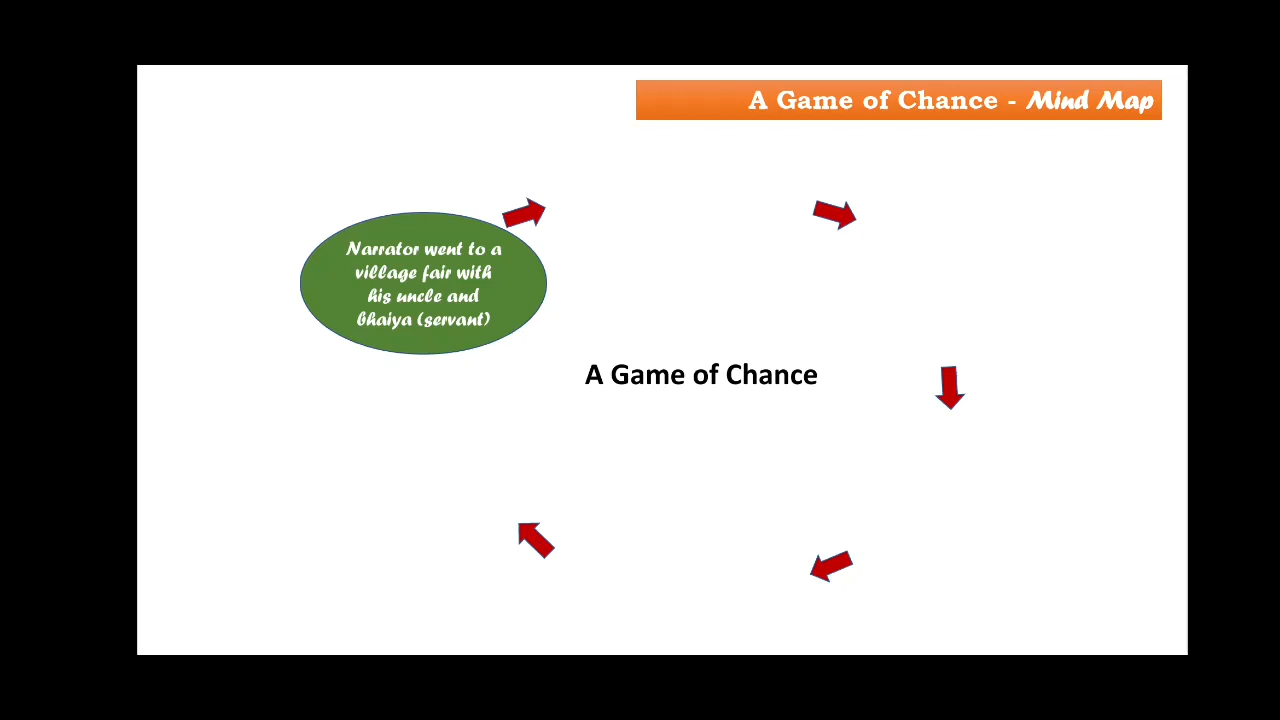 A Game of Chance - Mind Map
Narrator went to a
village fair with
his uncle and
bhaiya (servant)
A Game of Chance